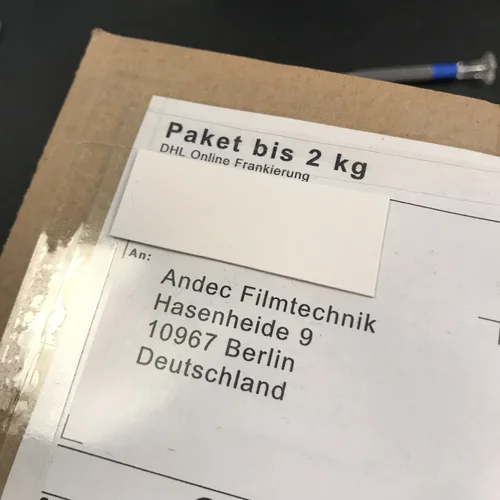 Paket bis 2 kg
DHL Online Frankierung
An:
Andec Filmtechnik
Hasenheide 9
10967 Berlin
Deutschland